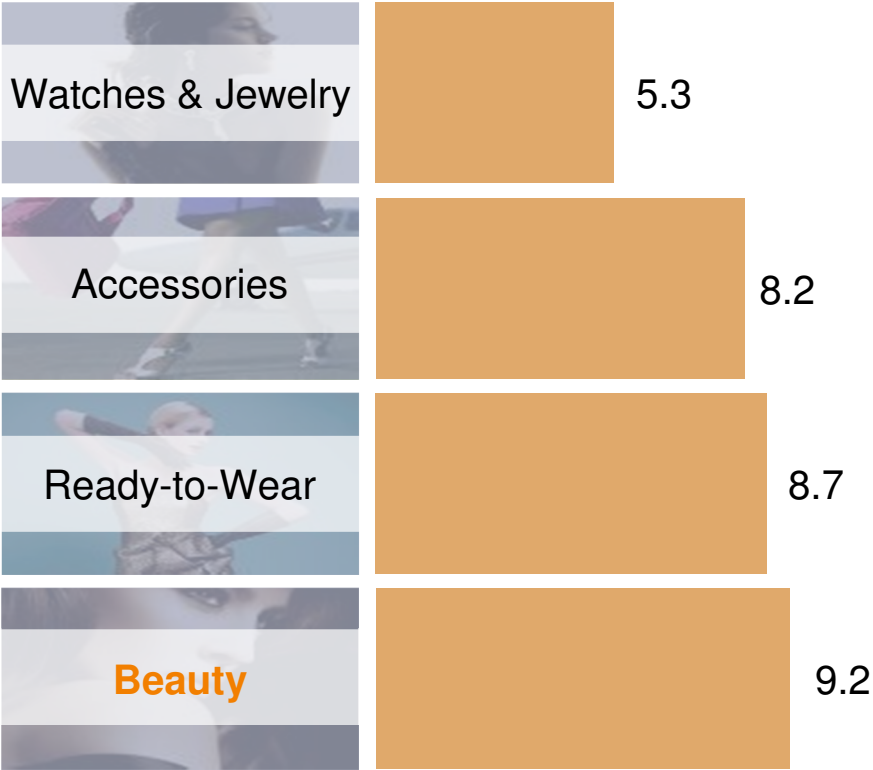 Watches & Jewelry
5.3
Accessories
8.2
Ready-to-Wear
8.7
Beauty
9.2